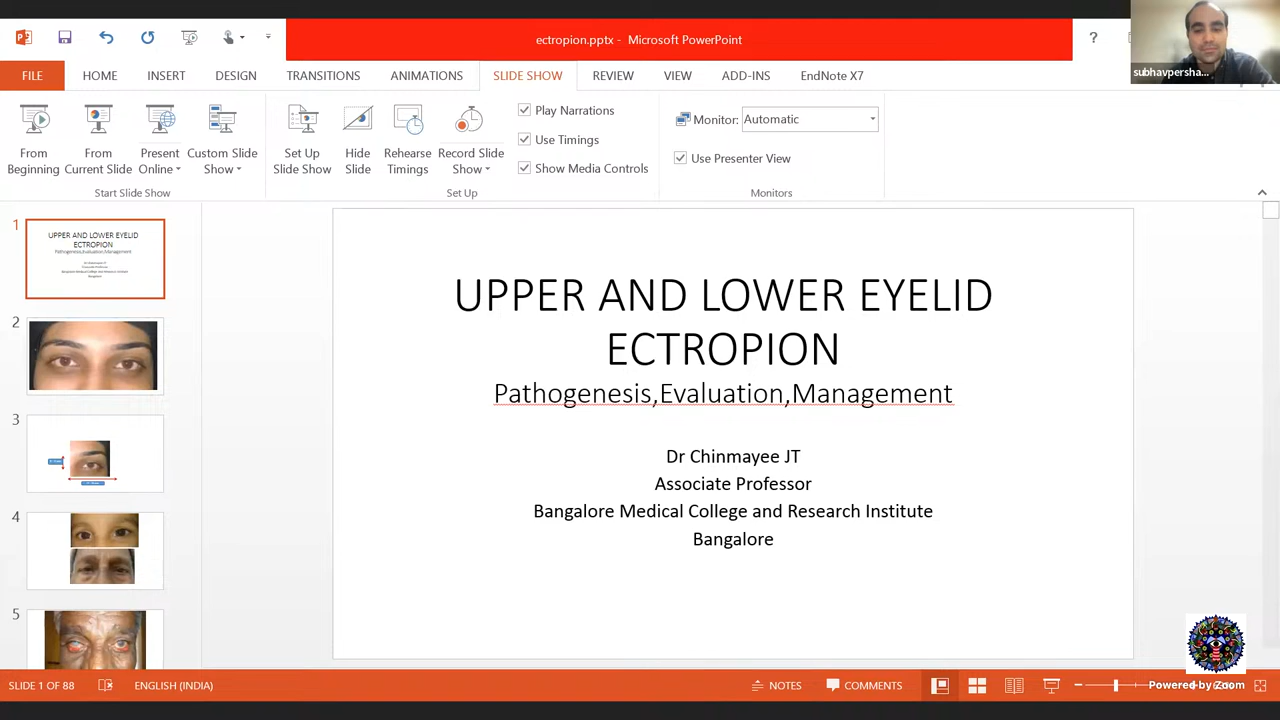 ectropion.pptx - Microsoft PowerPoint
?
subhavpersha...
FILE
HOME
INSERT
DESIGN
TRANSITIONS
ANIMATIONS
SLIDE SHOW
REVIEW
VIEW
ADD-INS
EndNote X7
From Beginning
From Current Slide
Present Online
Custom Slide Show
Set Up Slide Show
Hide Slide
Rehearse Timings
Record Slide Show
Play Narrations
Use Timings
Show Media Controls
Monitor: Automatic
Use Presenter View
Start Slide Show
Set Up
Monitors
1
UPPER AND LOWER EYELID
ECTROPION
Pathogenesis,Evaluation,Management
2
3
4
5
UPPER AND LOWER EYELID
ECTROPION
Pathogenesis,Evaluation,Management
Dr Chinmayee JT
Associate Professor
Bangalore Medical College and Research Institute
Bangalore
SLIDE 1 OF 88
ENGLISH (INDIA)
NOTES
COMMENTS
Powered by Zoom